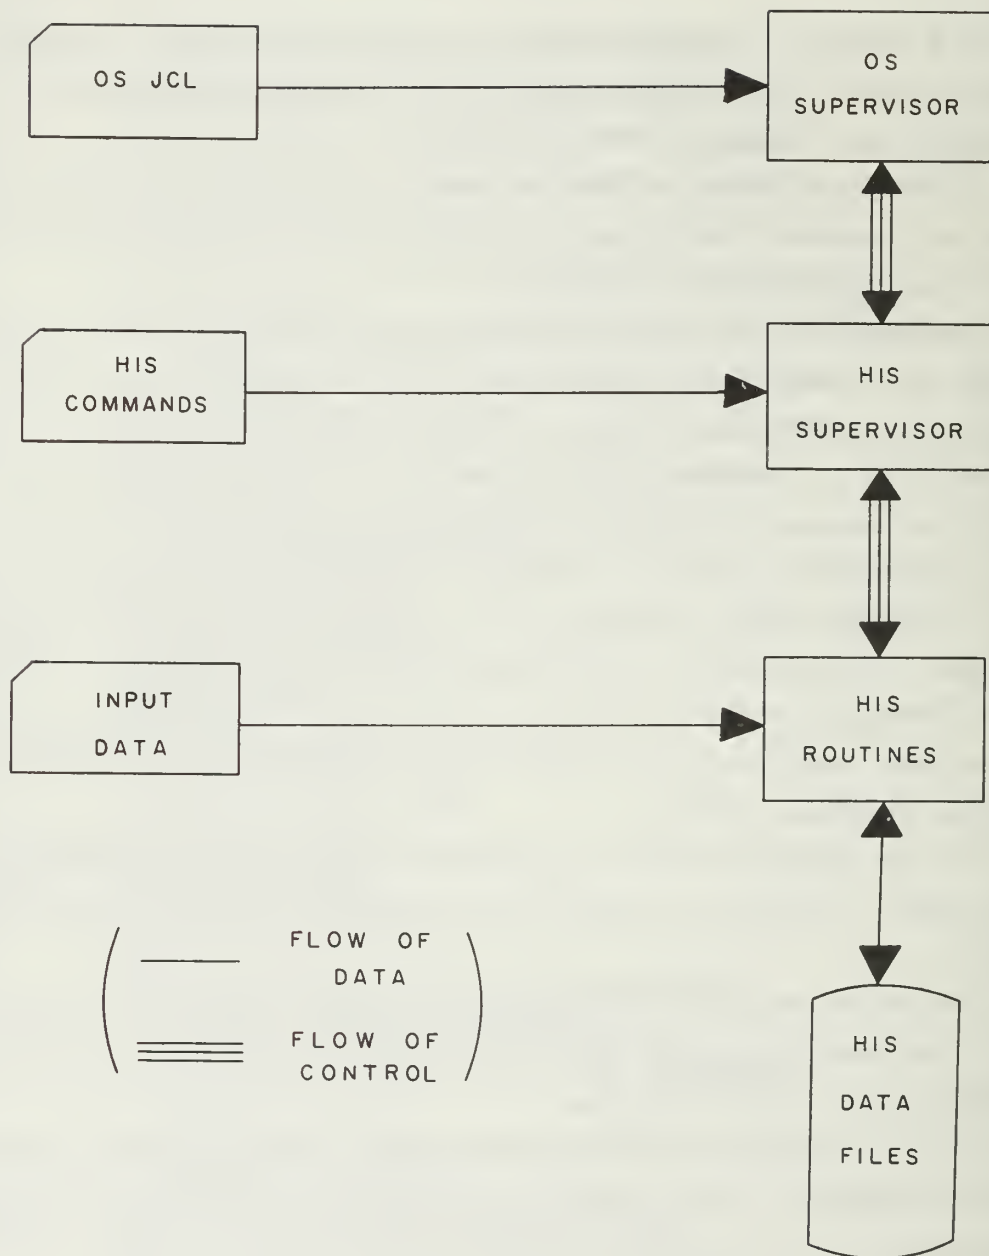 OS JCL
OS
SUPERVISOR
HIS
COMMANDS
HIS
SUPERVISOR
INPUT
DATA
HIS
ROUTINES
FLOW OF
DATA
FLOW OF
CONTROL
HIS
DATA
FILES